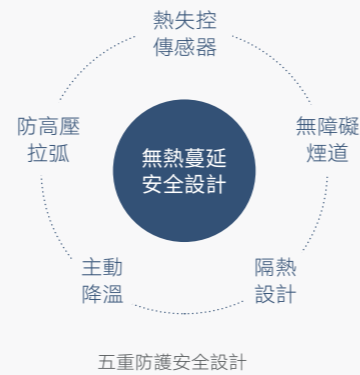 熱失控
傳感器
防高壓
拉弧
無障礙
煙道
無熱蔓延
安全設計
主動
降溫
隔熱
設計
五重防護安全設計